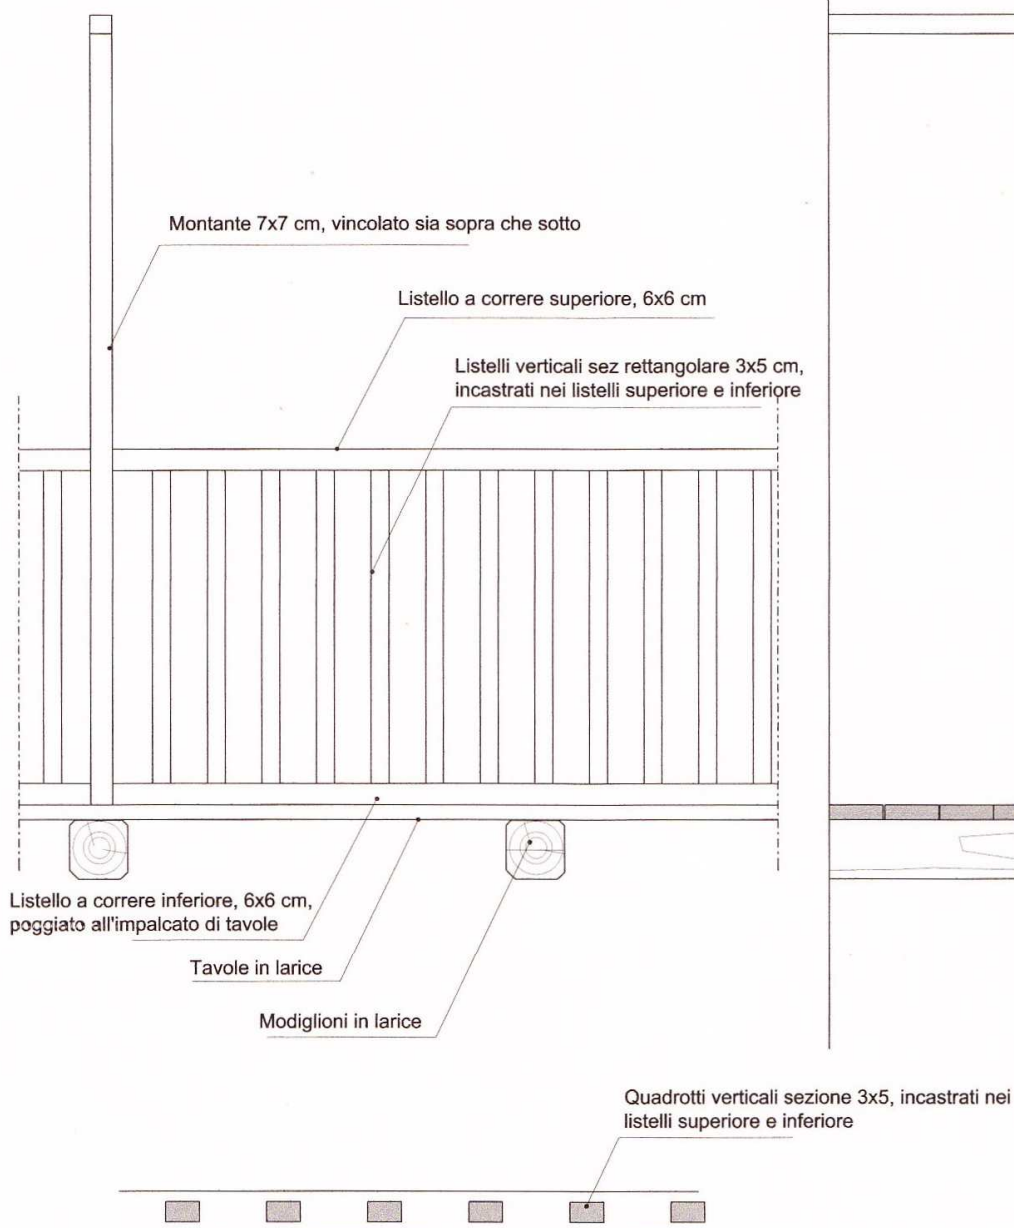 Montante 7x7 cm, vincolato sia sopra che sotto
Listello a correre superiore, 6x6 cm
Listelli verticali sez rettangolare 3x5 cm,
incastrati nei listelli superiore e inferiore
Listello a correre inferiore, 6x6 cm,
poggiato all'impalcato di tavole
Tavole in larice
Modiglioni in larice
Quadrotti verticali sezione 3x5, incastrati nei
listelli superiore e inferiore